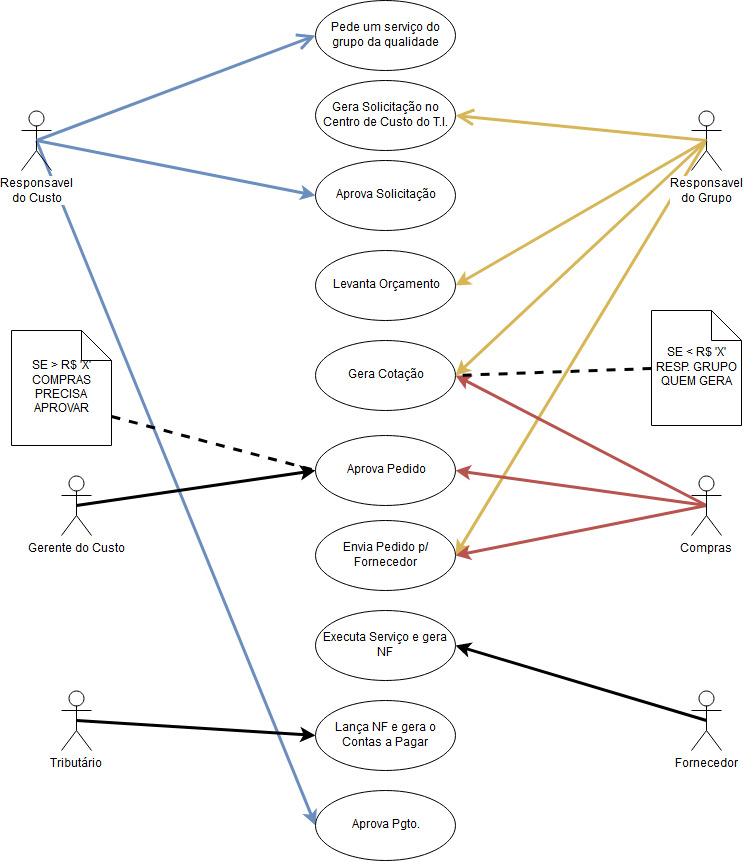 Pede um serviço do
grupo da qualidade
Gera Solicitação no
Centro de Custo do T.I.
Responsavel
do Custo
Aprova Solicitação
Responsavel
do Grupo
Levanta Orçamento
SE > R$ 'X'
COMPRAS
PRECISA
APROVAR
Gera Cotação
SE < R$ 'X'
RESP. GRUPO
QUEM GERA
Aprova Pedido
Gerente do Custo
Envia Pedido p/
Fornecedor
Compras
Executa Serviço e gera
NF
Tributário
Lança NF e gera o
Contas a Pagar
Fornecedor
Aprova Pgto.